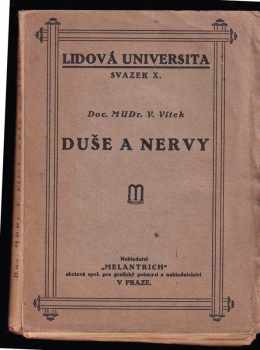 LIDOVÁ UNIVERSITA
SVAZEK X.
Doc. MUDr. V. Vítek
DUŠE A NERVY
Nakladatel
„MELANTRICH“
akciová spol. pro grafický průmysl a nakladatelství
V PRAZE.